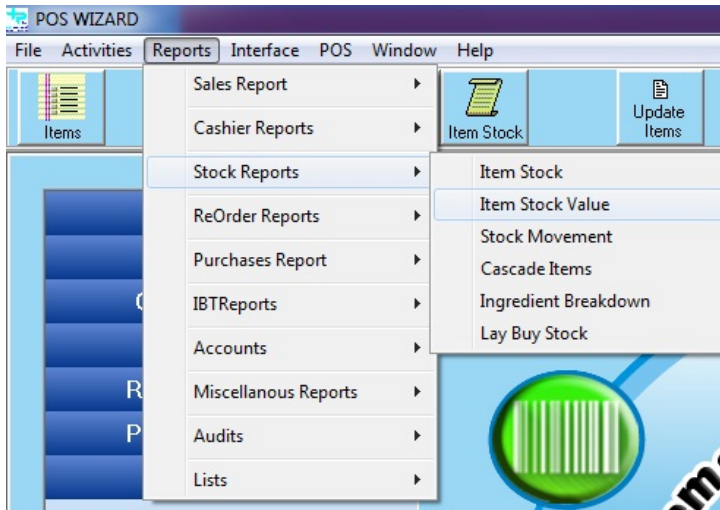 POS WIZARD
File Activities Reports Interface POS Window Help
Items
Item Stock
Update
Items
Sales Report
Cashier Reports
Stock Reports
ReOrder Reports
Purchases Report
IBTReports
Accounts
Miscellanous Reports
Audits
Lists
Item Stock
Item Stock Value
Stock Movement
Cascade Items
Ingredient Breakdown
Lay Buy Stock
R
P